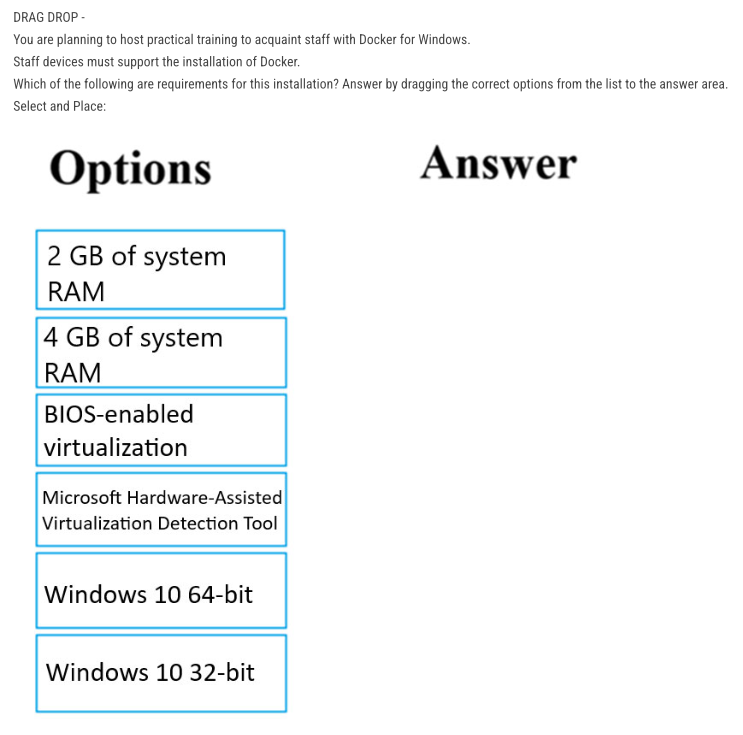 DRAG DROP -
You are planning to host practical training to acquaint staff with Docker for Windows.
Staff devices must support the installation of Docker.
Which of the following are requirements for this installation? Answer by dragging the correct options from the list to the answer area.
Select and Place:
Options
Answer
2 GB of system
RAM
4 GB of system
RAM
BIOS-enabled
virtualization
Microsoft Hardware-Assisted
Virtualization Detection Tool
Windows 10 64-bit
Windows 10 32-bit